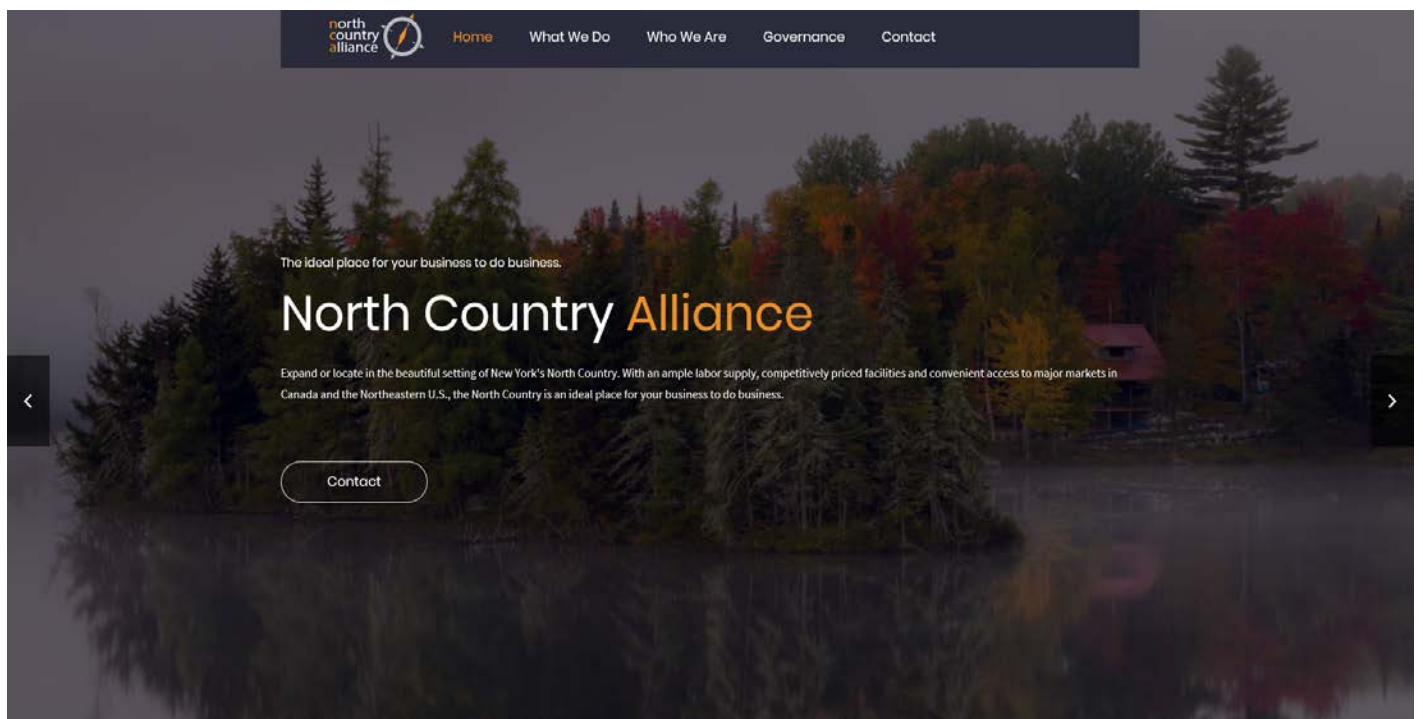 north
country
alliance
Home What We Do Who We Are Governance Contact
The ideal place for your business to do business.
North Country Alliance
Expand or locate in the beautiful setting of New York's North Country. With an ample labor supply, competitively priced facilities and convenient access to major markets in
Canada and the Northeastern U.S., the North Country is an ideal place for your business to do business.
Contact